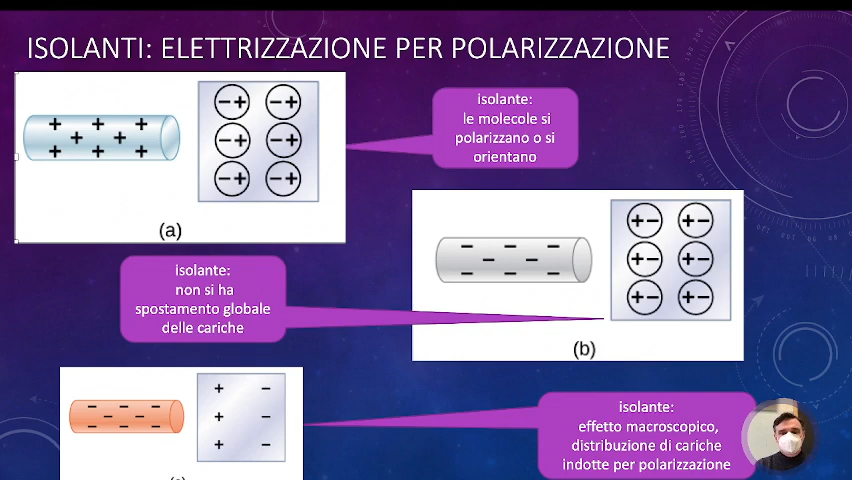 ISOLANTI: ELETTRIZZAZIONE PER POLARIZZAZIONE
+ + +
+ +
+ + +
−+ −+
−+ −+
−+ −+
(a)
isolante:
le molecole si
polarizzano o si
orientano
isolante:
non si ha
spostamento globale
delle cariche
− − −
− −
− − −
+− +−
+− +−
+− +−
(b)
− − −
− −
− − −
+ −
+ −
+ −
isolante:
effetto macroscopico,
distribuzione di cariche
indotte per polarizzazione